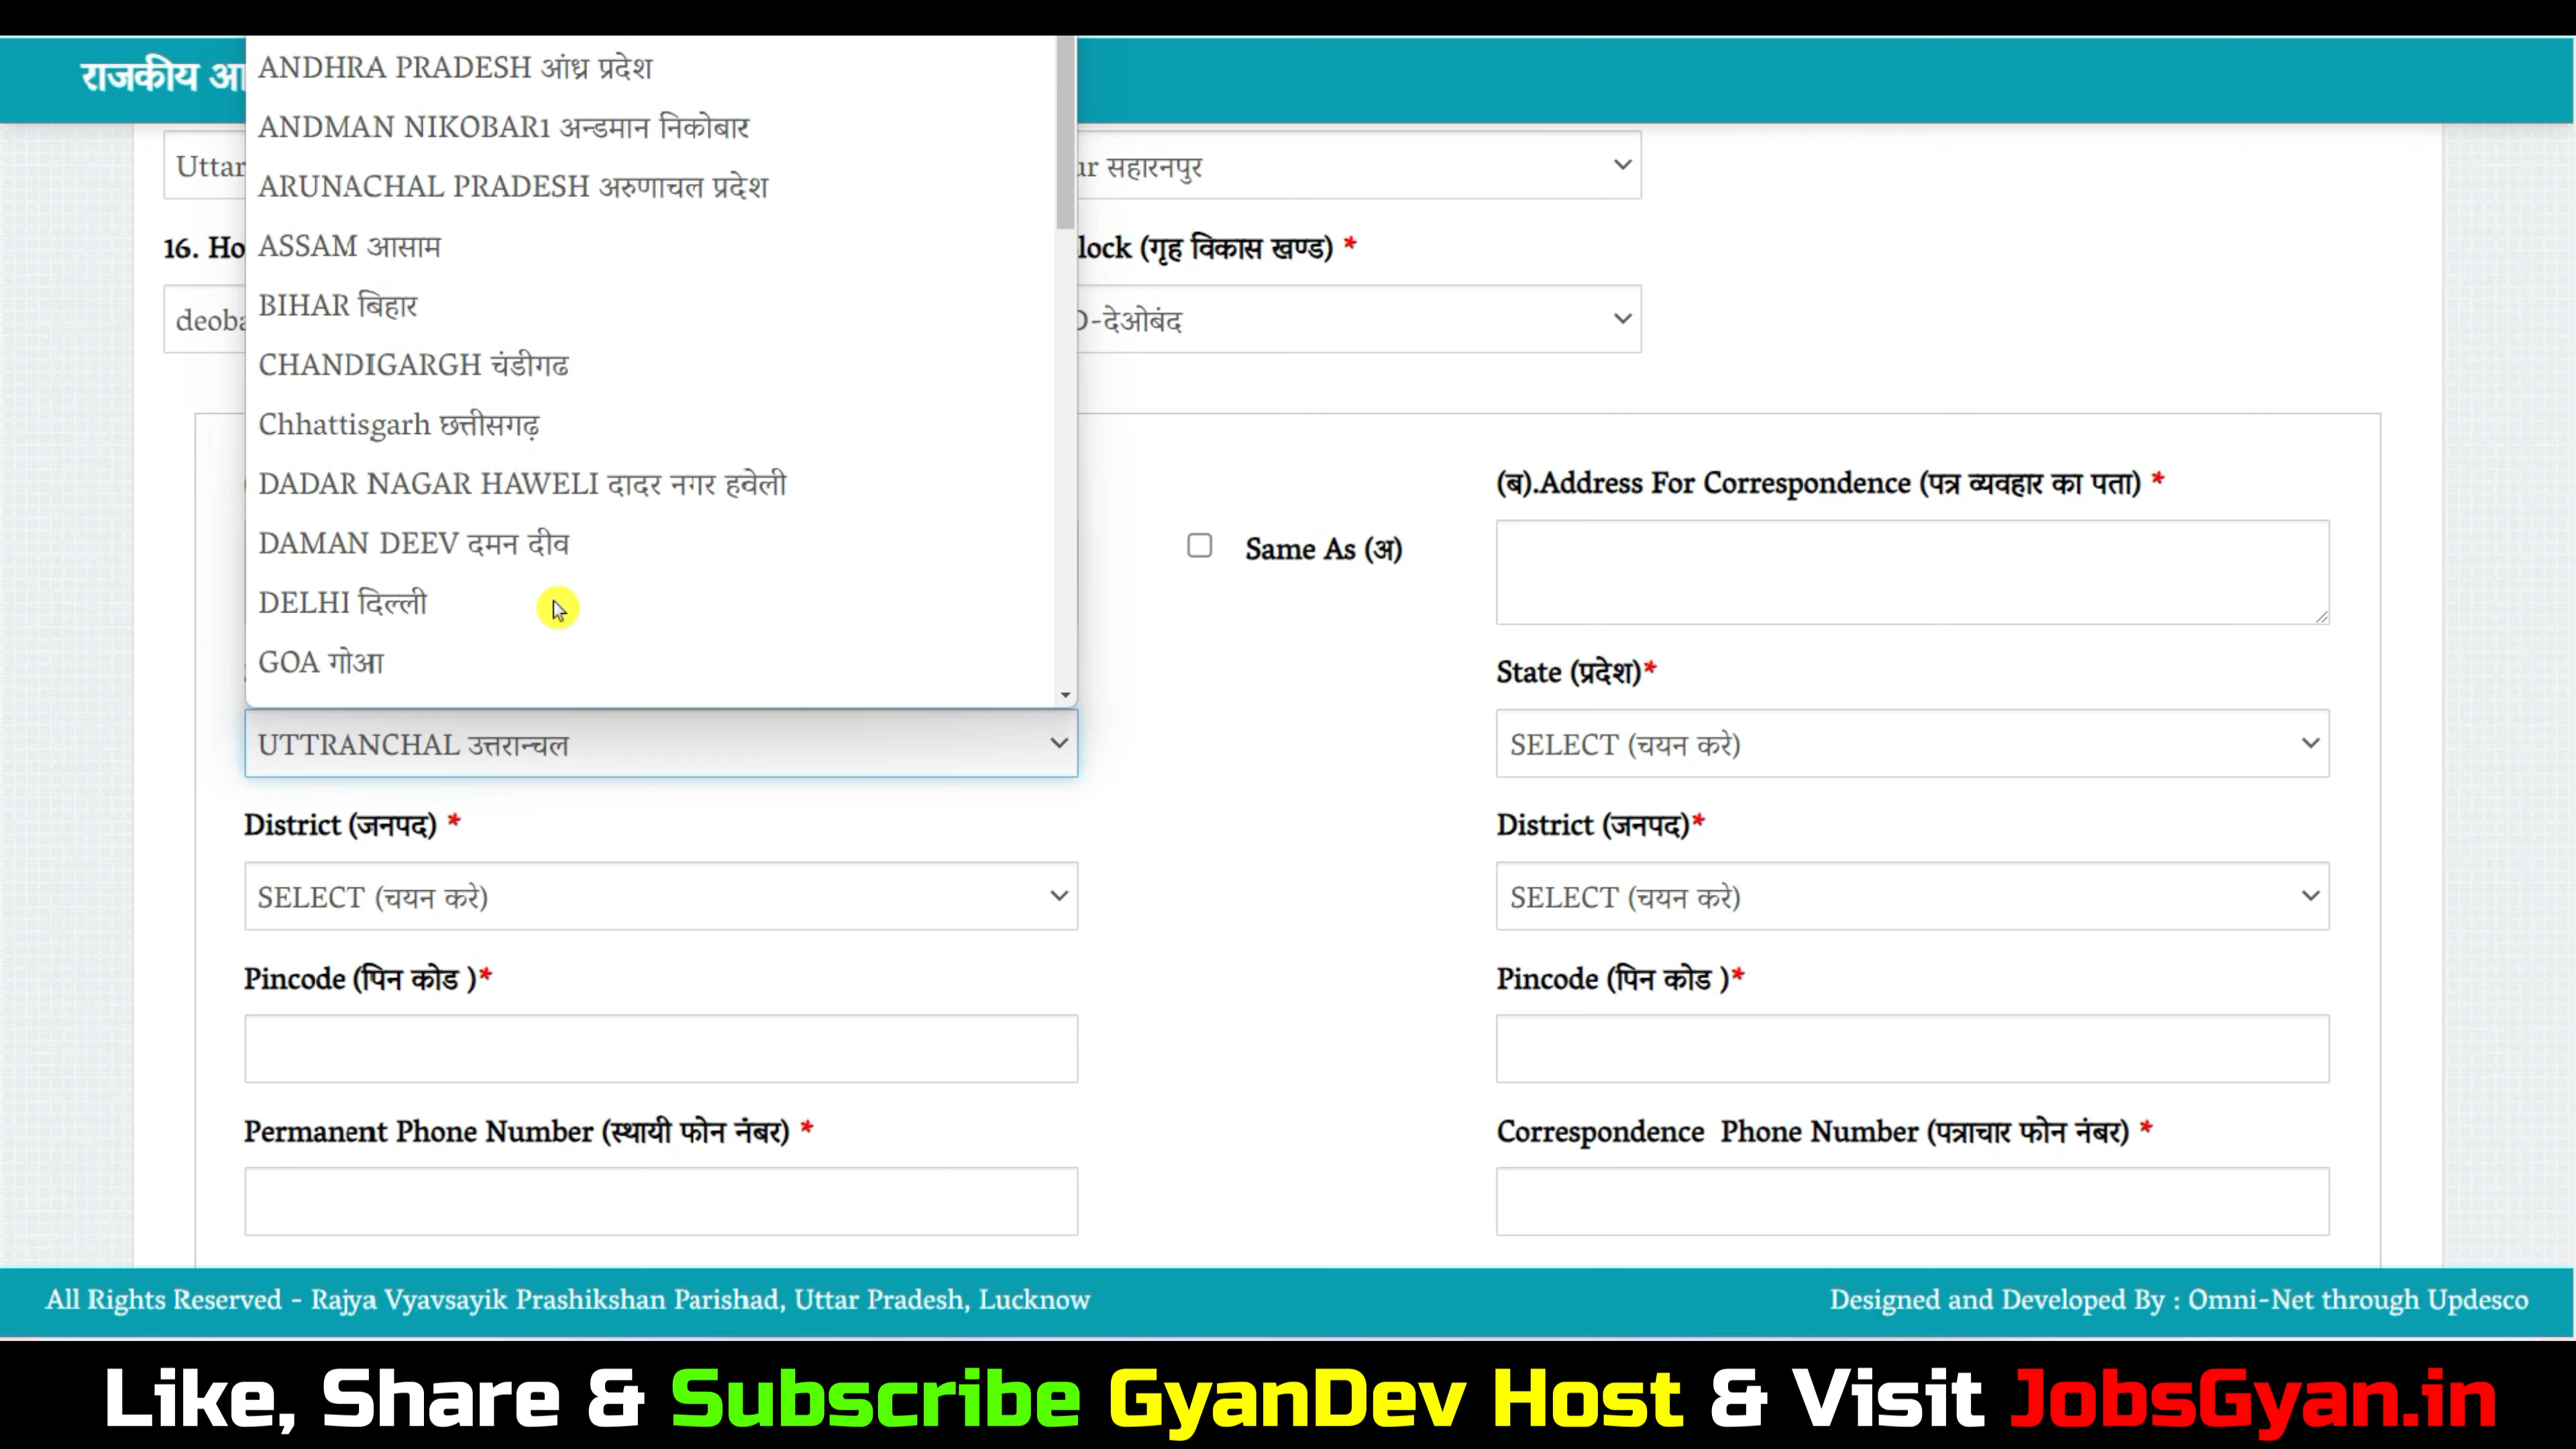 राजकीय आ
ANDHRA PRADESH आंध्र प्रदेश
ANDMAN NIKOBAR1 अन्डमान निकोबार
ARUNACHAL PRADESH अरुणाचल प्रदेश
ASSAM आसाम
BIHAR बिहार
CHANDIGARGH चंडीगढ
Chhattisgarh छत्तीसगढ़
DADAR NAGAR HAWELI दादर नगर हवेली
DAMAN DEEV दमन दीव
DELHI दिल्ली
GOA गोआ
UTTRANCHAL उत्तरान्चल
Uttar
ur सहारनपुर
16. Ho
lock (गृह विकास खण्ड) *
deoba
D-देओबंद
Same As (अ)
(ब).Address For Correspondence (पत्र व्यवहार का पता) *
State (प्रदेश)*
SELECT (चयन करे)
District (जनपद) *
District (जनपद)*
SELECT (चयन करे)
SELECT (चयन करे)
Pincode (पिन कोड )*
Pincode (पिन कोड )*
Permanent Phone Number (स्थायी फोन नंबर) *
Correspondence Phone Number (पत्राचार फोन नंबर) *
All Rights Reserved - Rajya Vyavsayik Prashikshan Parishad, Uttar Pradesh, Lucknow
Designed and Developed By : Omni-Net through Updesco
Like, Share & Subscribe GyanDev Host & Visit JobsGyan.in